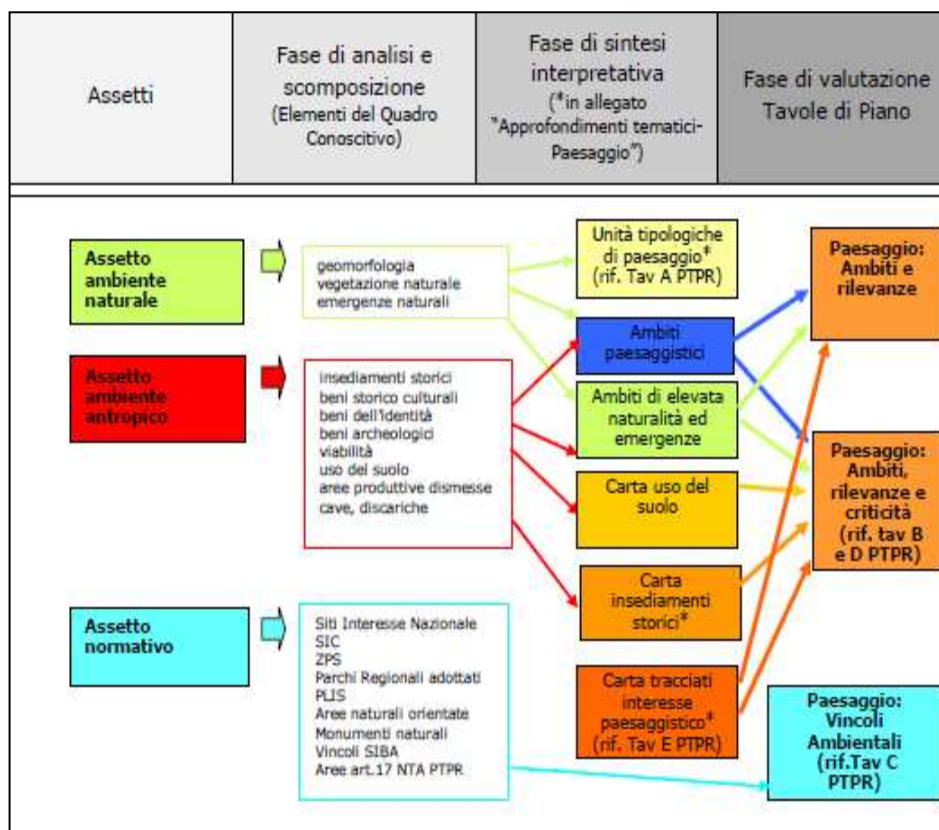 Assetti
Fase di analisi e
scomposizione
(Elementi del Quadro
Conoscitivo)
Fase di sintesi
interpretativa
(*in allegato
"Approfondimenti tematici-
Paesaggio")
Fase di valutazione
Tavole di Piano
Assetto
ambiente
naturale
geomorfologia
vegetazione naturale
emergenze naturali
Unità tipologiche
di paesaggio*
(rif. Tav A PTPR)
Paesaggio:
Ambiti e
rilevanze
Ambiti
paesaggistici
Assetto
ambiente
antropico
insediamenti storici
beni storico culturali
beni dell'identità
beni archeologici
viabilità
uso del suolo
aree produttive dismesse
cave, discariche
Ambiti di elevata
naturalità ed
emergenze
Carta uso del
suolo
Paesaggio:
Ambiti,
rilevanze e
criticità
(rif. tav B
e D PTPR)
Carta
insediamenti
storici*
Assetto
normativo
Siti Interesse Nazionale
SIC
ZPS
Parchi Regionali adottati
PLIS
Aree naturali orientate
Monumenti naturali
Vincoli SIBA
Aree art.17 NTA PTPR
Carta tracciati
interesse
paesaggistico*
(rif. Tav E PTPR)
Paesaggio:
Vincoli
Ambientali
(rif.Tav C
PTPR)